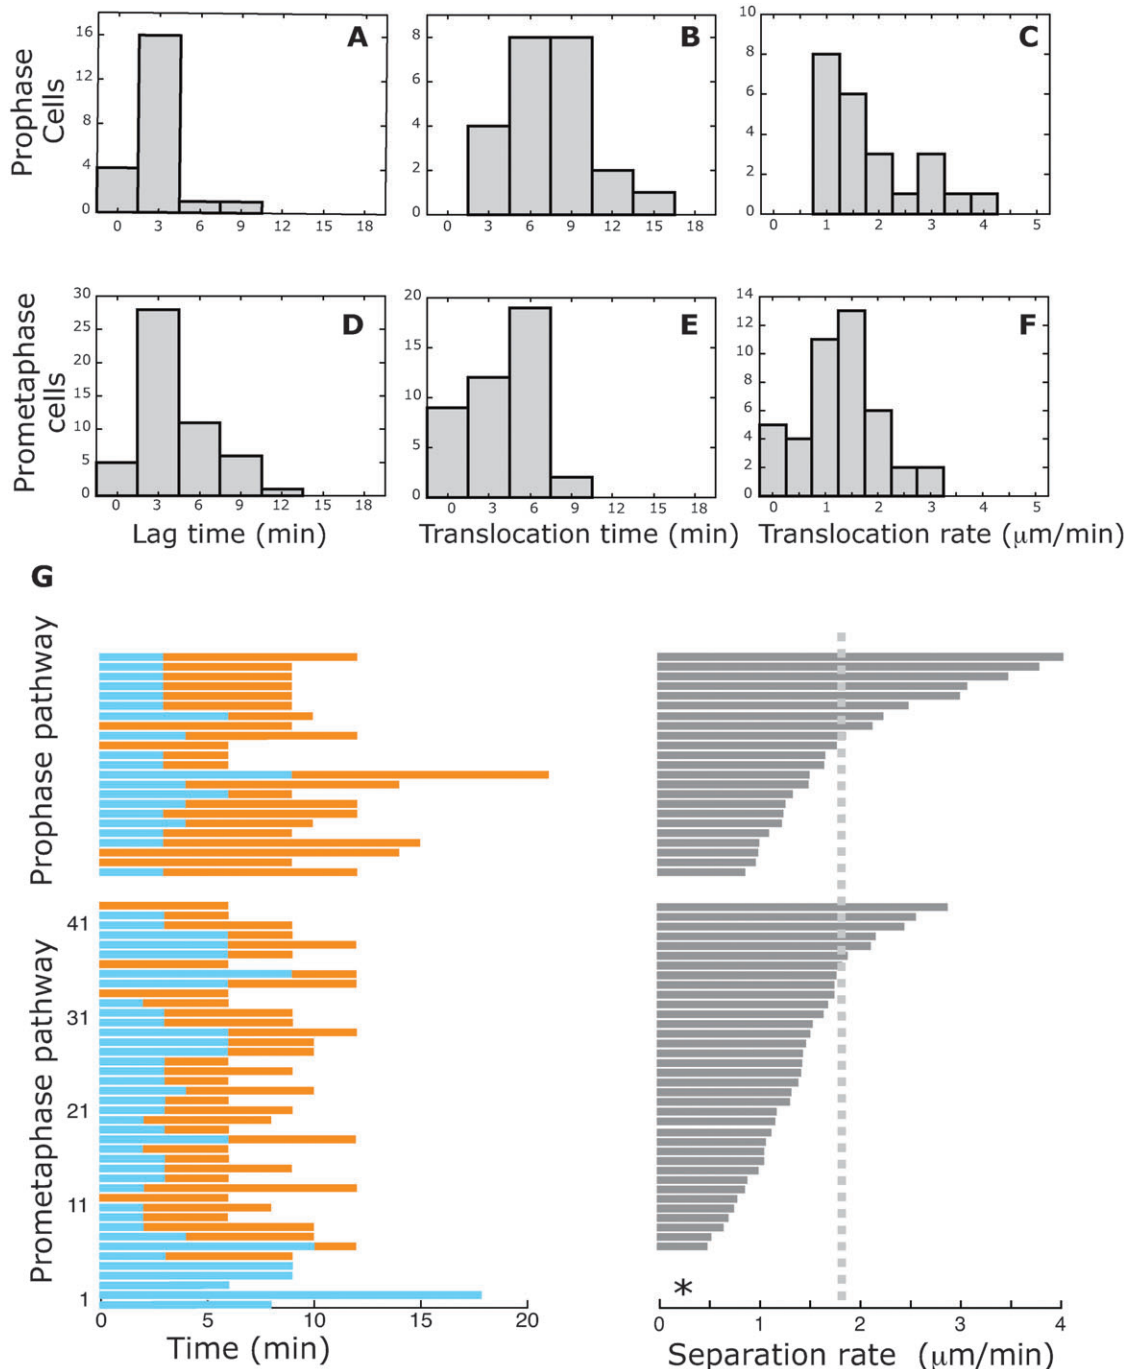 A
B
C
Prophase
Cells
16
12
8
4
0
0 3 6 9 12 15 18
8
6
4
2
0
3 6 9 12 15 18
10
8
6
4
2
0
0 1 2 3 4 5
D
E
F
Prometaphase
cells
30
25
20
15
10
5
0
0 3 6 9 12 15 18
20
15
10
5
0
0 3 6 9 12 15 18
14
12
10
8
6
4
2
0
0 1 2 3 4 5
Lag time (min)
Translocation time (min)
Translocation rate (μm/min)
G
Prophase pathway
Prometaphase pathway
41
31
21
11
1
5 10 15 20
Time (min)
*
0 1 2 3 4
Separation rate (μm/min)